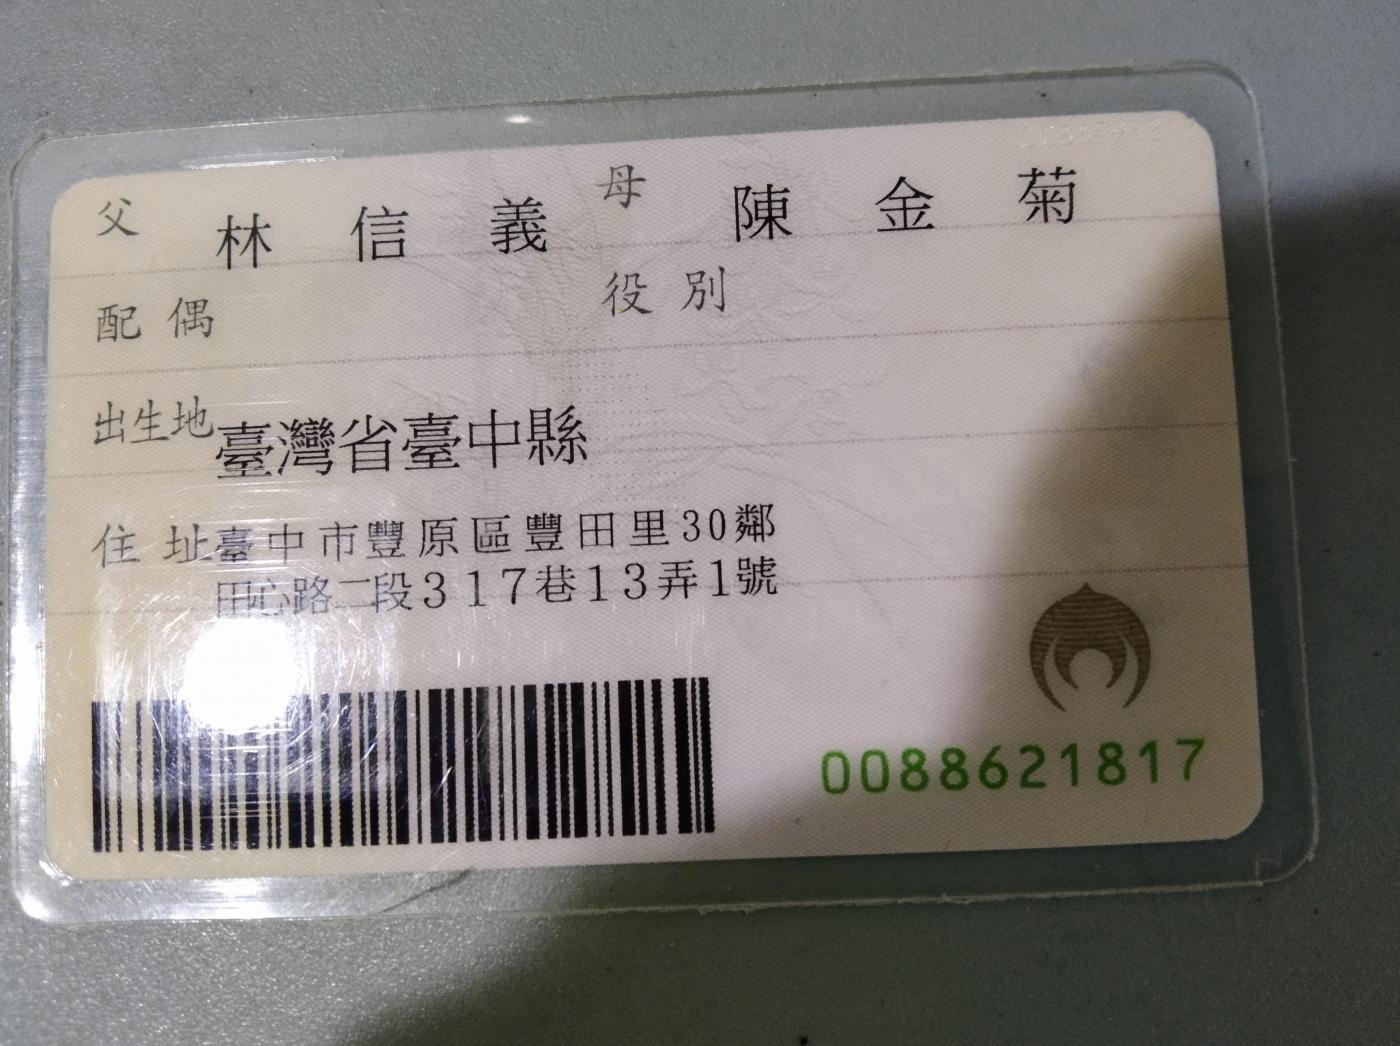 父 林信義 母 陳金菊
配偶 役別
出生地 臺灣省臺中縣
住址 臺中市豐原區豐田里30鄰
田心路二段317巷13弄1號
0088621817